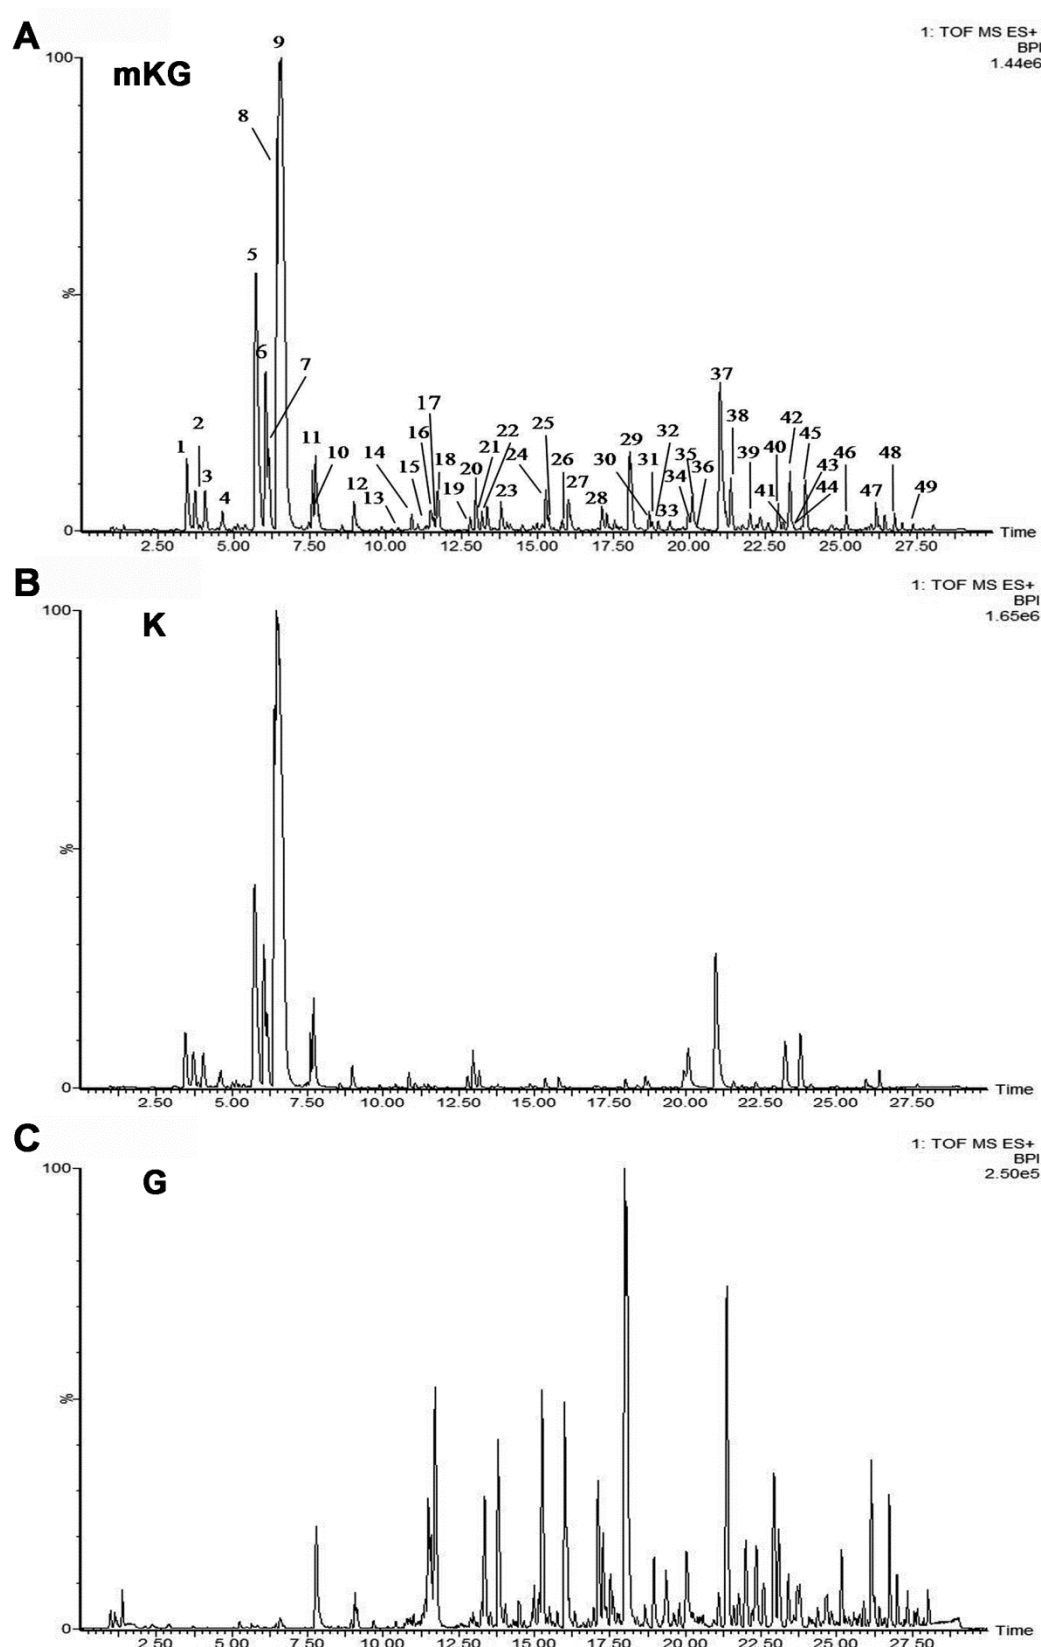 A
mKG
1: TOF MS ES+
BPI
1.44e6
100
%
0
1 2 3 4 5 6 7 8 9 11 10 12 13 14 15 16 17 18 19 20 21 22 23 24 25 26 27 28 29 30 31 32 33 34 35 36 37 38 39 40 41 42 43 44 45 46 47 48 49
2.50 5.00 7.50 10.00 12.50 15.00 17.50 20.00 22.50 25.00 27.50 Time
B
K
1: TOF MS ES+
BPI
1.65e6
100
%
0
2.50 5.00 7.50 10.00 12.50 15.00 17.50 20.00 22.50 25.00 27.50 Time
C
G
1: TOF MS ES+
BPI
2.50e5
100
%
0
2.50 5.00 7.50 10.00 12.50 15.00 17.50 20.00 22.50 25.00 27.50 Time